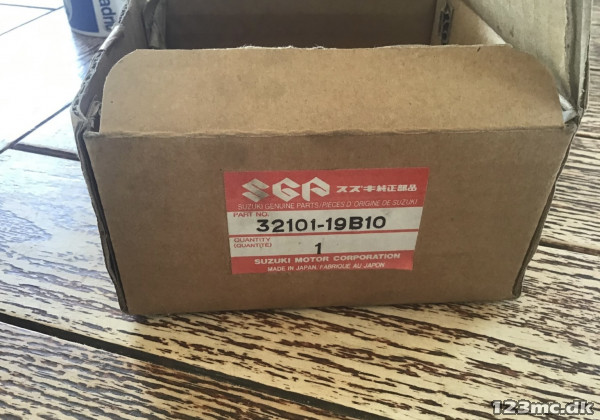 SGP スズキ純正部品
SUZUKI GENUINE PARTS/PIECES D'ORIGINE DE SUZUKI
PART NO.
32101-19B10
QUANTITY
(QUANTITÉ)
1
SUZUKI MOTOR CORPORATION
MADE IN JAPAN, FABRIQUE AU JAPON
123mc.dk